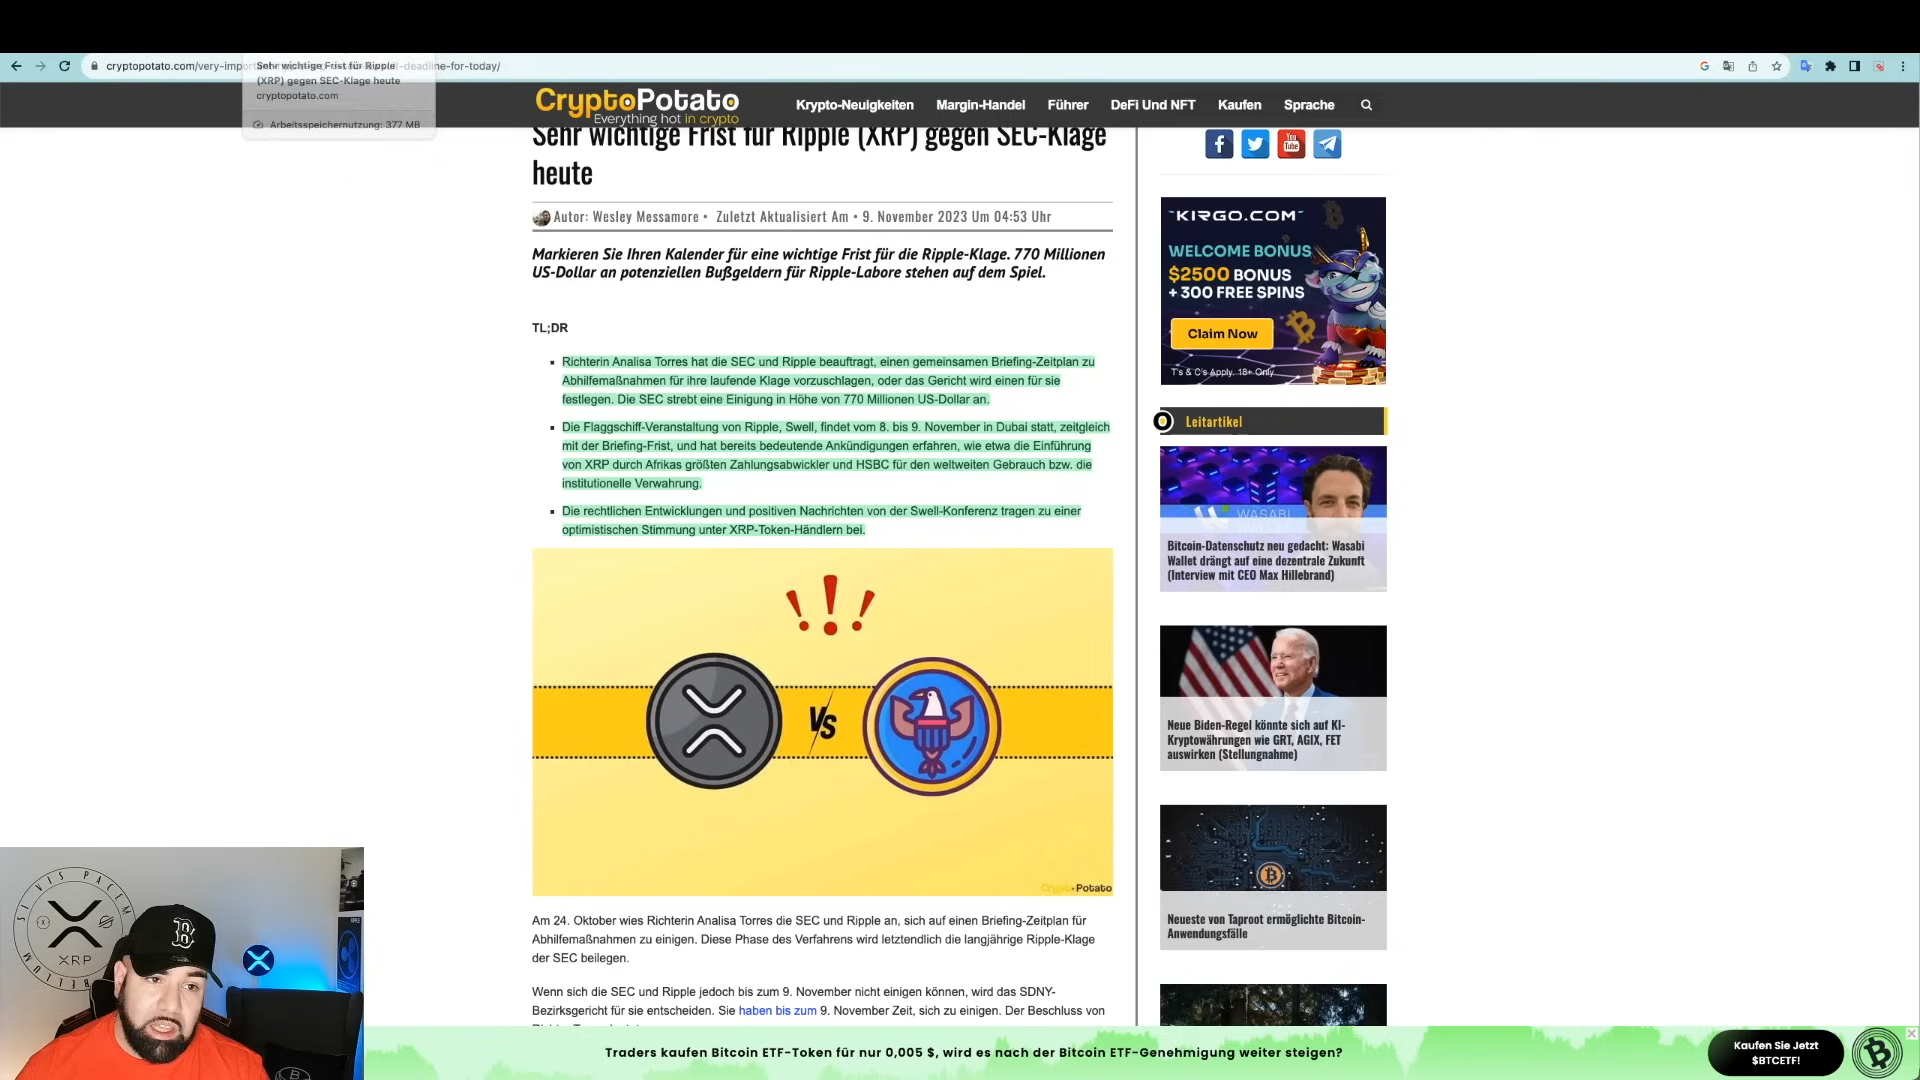 cryptopotato.com/very-import
t-deadline-for-today/
Sehr wichtige Frist für Ripple
(XRP) gegen SEC-Klage heute
cryptopotato.com
Arbeitsspeichernutzung: 377 MB
CryptoPotato
Everything hot in crypto
Krypto-Neuigkeiten
Margin-Handel
Führer
DeFi Und NFT
Kaufen
Sprache
Sehr wichtige Frist für Ripple (XRP) gegen SEC-Klage
heute
Autor: Wesley Messamore • Zuletzt Aktualisiert Am • 9. November 2023 Um 04:53 Uhr
Markieren Sie Ihren Kalender für eine wichtige Frist für die Ripple-Klage. 770 Millionen
US-Dollar an potenziellen Bußgeldern für Ripple-Labore stehen auf dem Spiel.
TL;DR
Richterin Analisa Torres hat die SEC und Ripple beauftragt, einen gemeinsamen Briefing-Zeitplan zu
Abhilfemaßnahmen für ihre laufende Klage vorzuschlagen, oder das Gericht wird einen für sie
festlegen. Die SEC strebt eine Einigung in Höhe von 770 Millionen US-Dollar an.
Die Flaggschiff-Veranstaltung von Ripple, Swell, findet vom 8. bis 9. November in Dubai statt, zeitgleich
mit der Briefing-Frist, und hat bereits bedeutende Ankündigungen erfahren, wie etwa die Einführung
von XRP durch Afrikas größten Zahlungsabwickler und HSBC für den weltweiten Gebrauch bzw. die
institutionelle Verwahrung.
Die rechtlichen Entwicklungen und positiven Nachrichten von der Swell-Konferenz tragen zu einer
optimistischen Stimmung unter XRP-Token-Händlern bei.
VS
CryptoPotato
Am 24. Oktober wies Richterin Analisa Torres die SEC und Ripple an, sich auf einen Briefing-Zeitplan für
Abhilfemaßnahmen zu einigen. Diese Phase des Verfahrens wird letztendlich die langjährige Ripple-Klage
der SEC beilegen.
Wenn sich die SEC und Ripple jedoch bis zum 9. November nicht einigen können, wird das SDNY-
Bezirksgericht für sie entscheiden. Sie haben bis zum 9. November Zeit, sich zu einigen. Der Beschluss von
You
Tube
KIRGO.COM
WELCOME BONUS
$2500 BONUS
+ 300 FREE SPINS
Claim Now
T's & C's Apply, 18+ Only
Leitartikel
WASABI
Bitcoin-Datenschutz neu gedacht: Wasabi
Wallet drängt auf eine dezentrale Zukunft
(Interview mit CEO Max Hillebrand)
Neue Biden-Regel könnte sich auf KI-
Kryptowährungen wie GRT, AGIX, FET
auswirken (Stellungnahme)
Neueste von Taproot ermöglichte Bitcoin-
Anwendungsfälle
SI VIS PACEM
XRP
BELLUM
B
Traders kaufen Bitcoin ETF-Token für nur 0,005 $, wird es nach der Bitcoin ETF-Genehmigung weiter steigen?
Kaufen Sie Jetzt
$BTCETF!